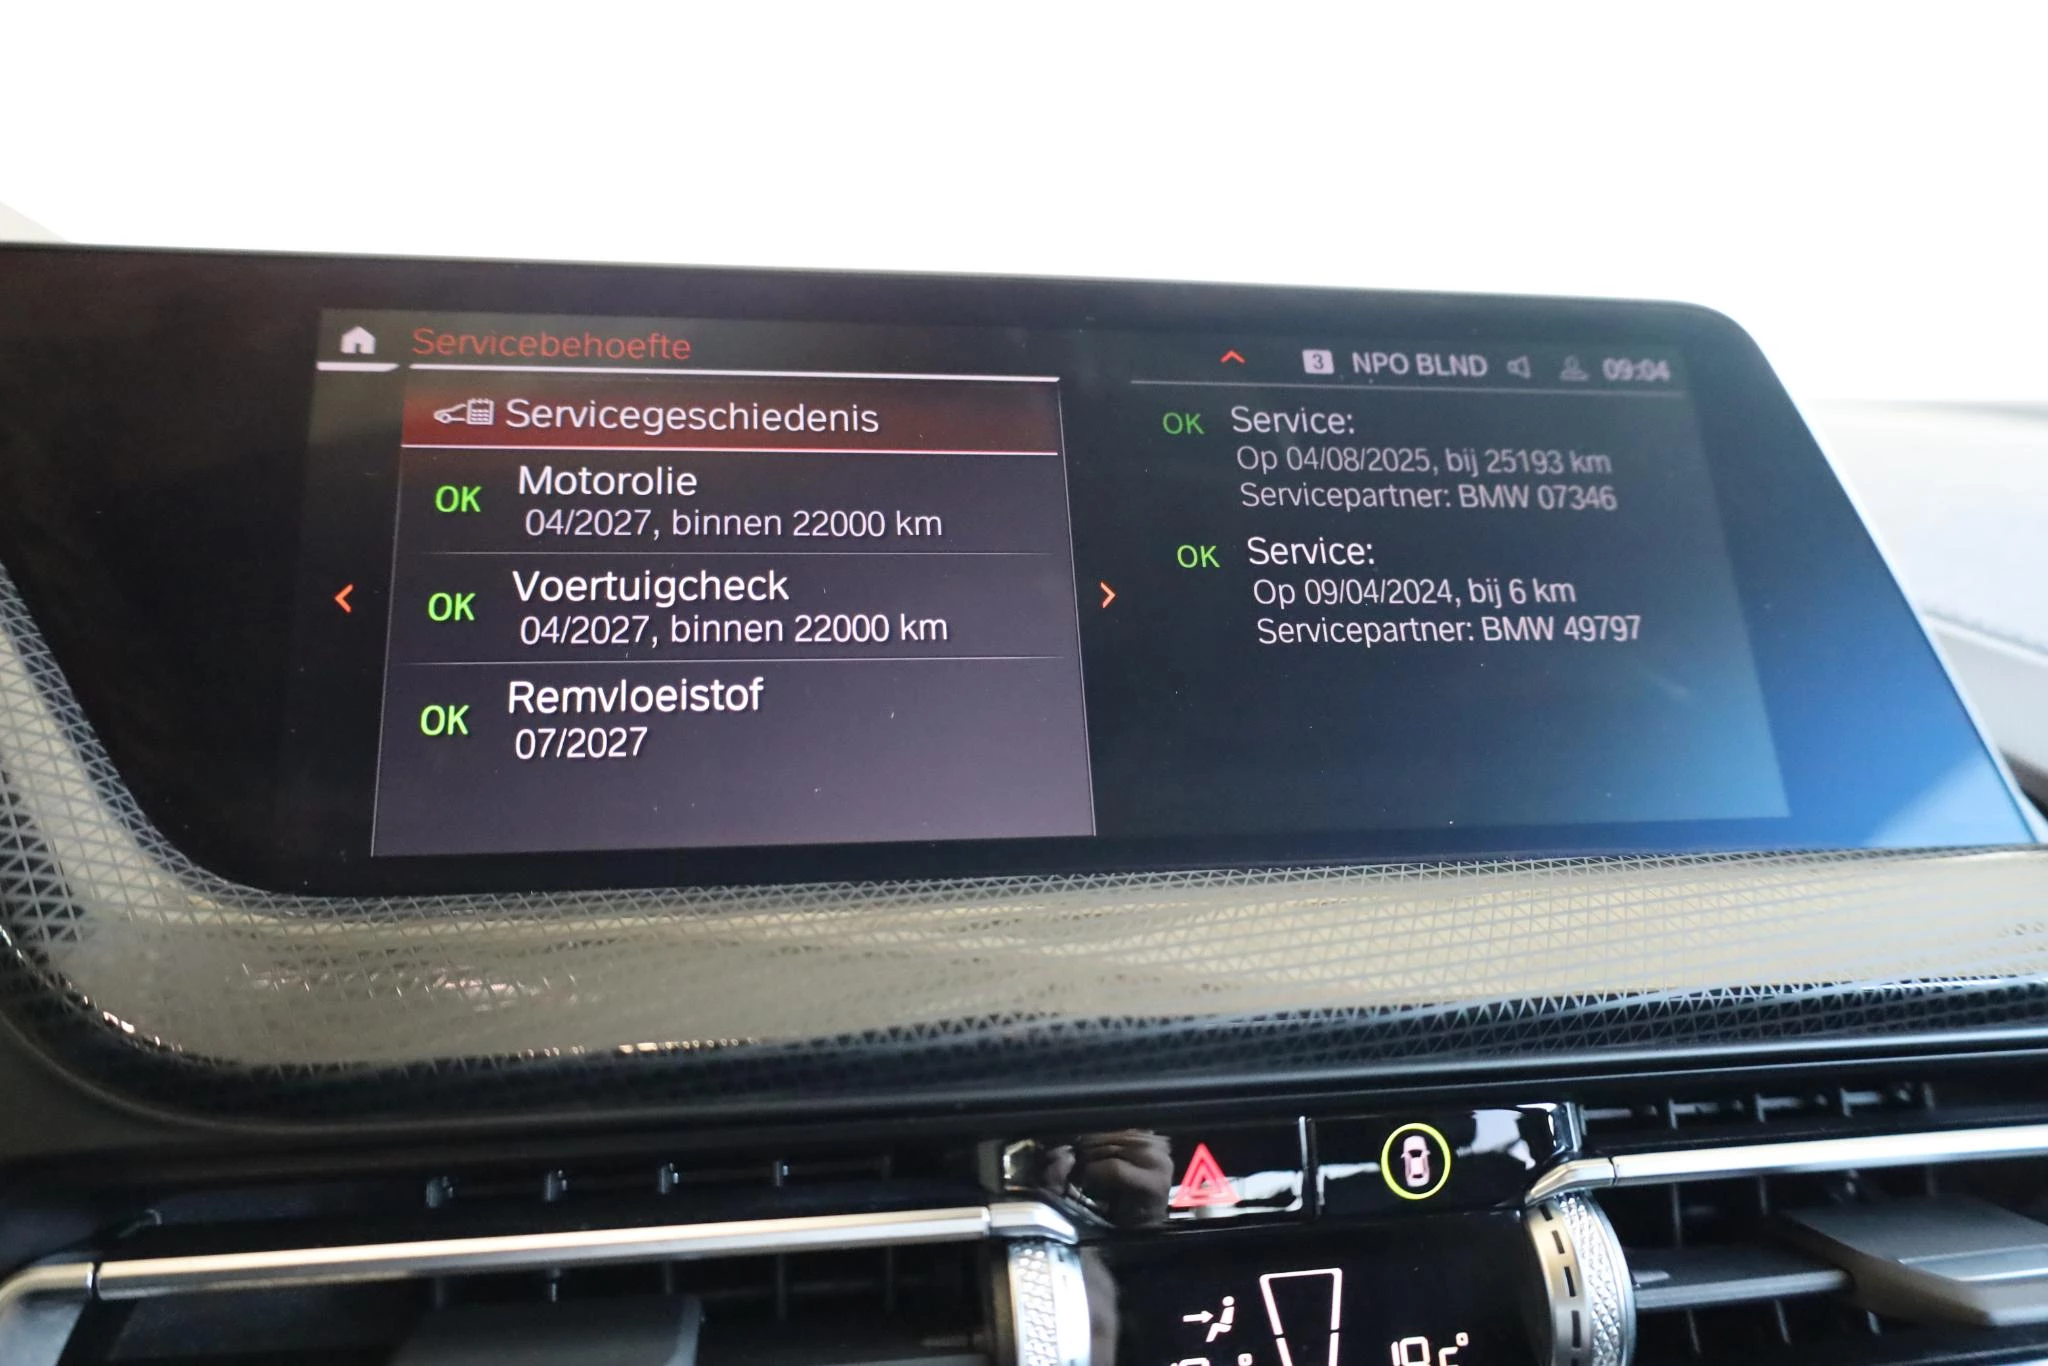 Servicebehoefte
3 NPO BLND 09:04
Servicegeschiedenis
OK Motorolie
04/2027, binnen 22000 km
OK Voertuigcheck
04/2027, binnen 22000 km
OK Remvloeistof
07/2027
OK Service:
Op 04/08/2025, bij 25193 km
Servicepartner: BMW 07346
OK Service:
Op 09/04/2024, bij 6 km
Servicepartner: BMW 49797